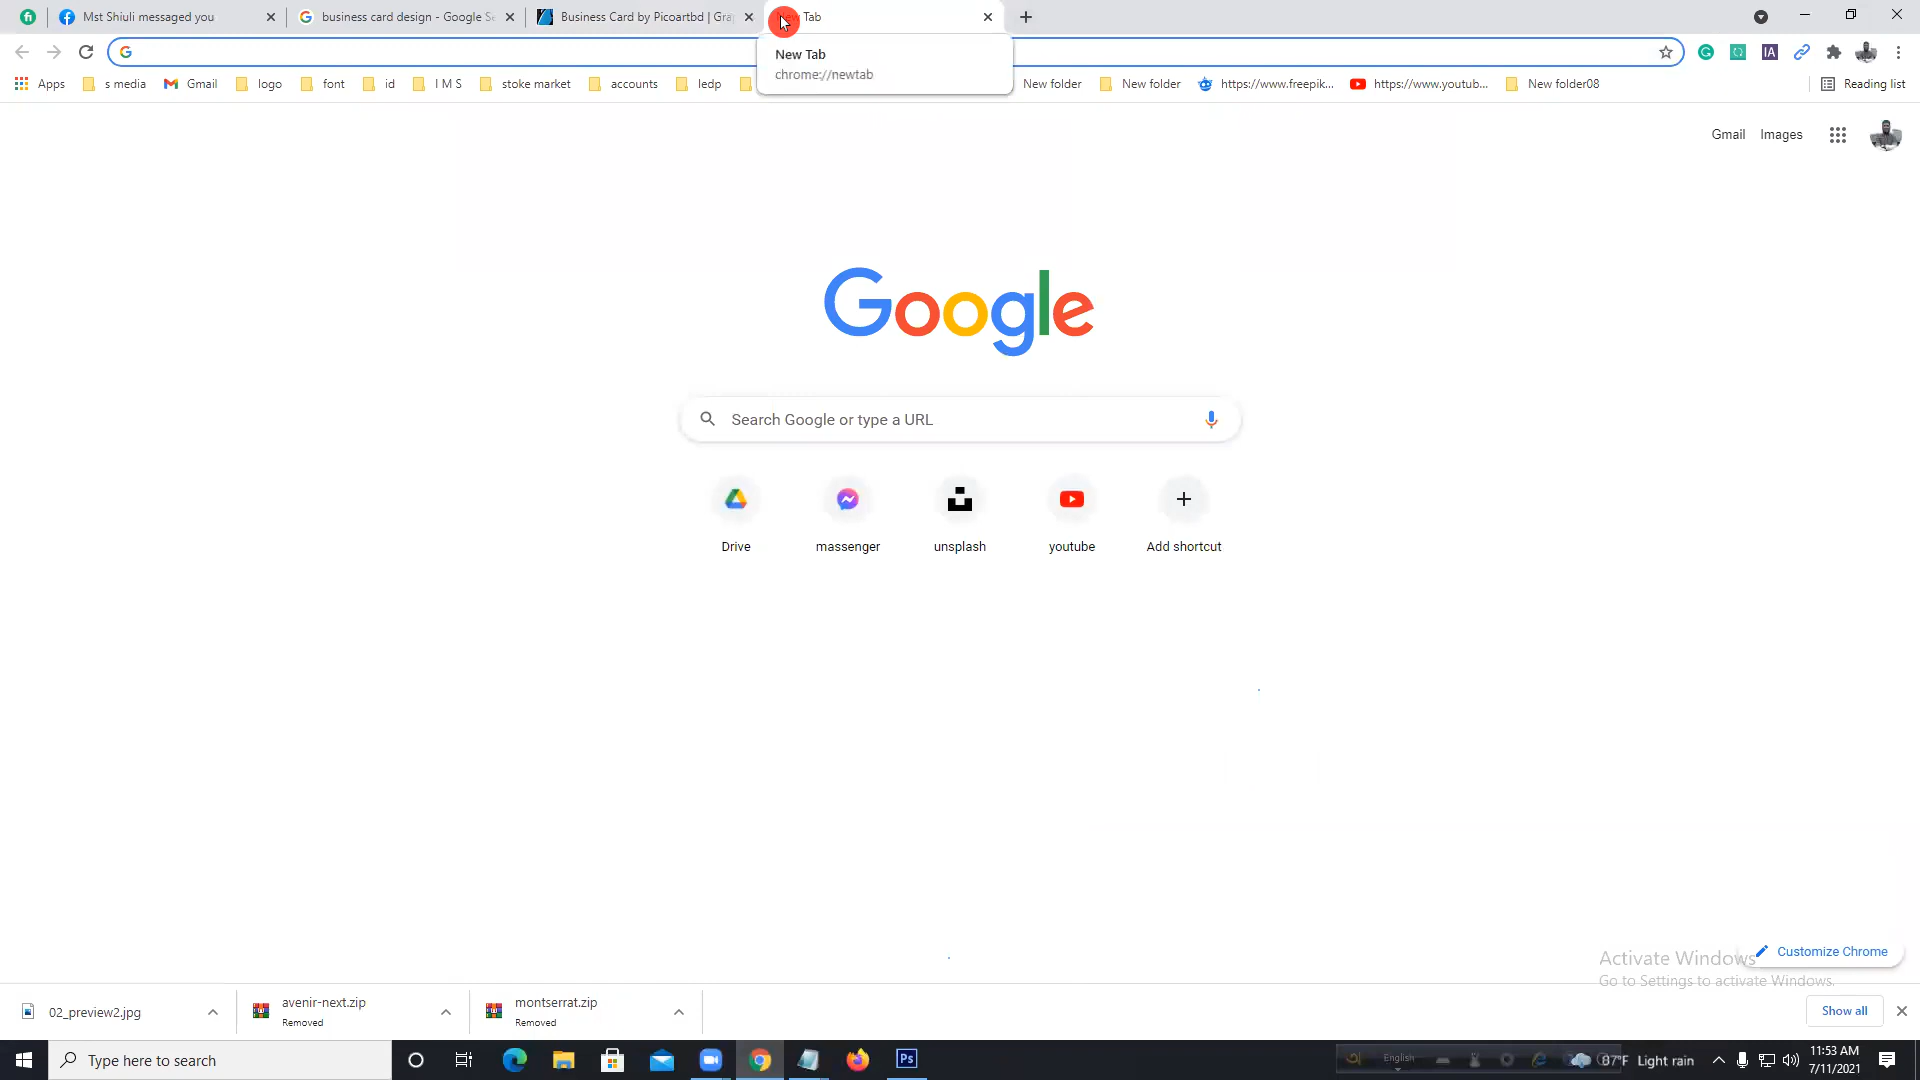 Mst Shiuli messaged you
business card design - Google Se
Business Card by Picoartbd | Gra
Tab
New Tab
chrome://newtab
Apps
s media
Gmail
logo
font
id
I M S
stoke market
accounts
ledp
New folder
New folder
https://www.freepik...
https://www.youtub...
New folder08
Reading list
Gmail
Images
Google
Search Google or type a URL
Drive
massenger
unsplash
youtube
Add shortcut
Activate Windows
Go to Settings to activate Windows.
Customize Chrome
02_preview2.jpg
avenir-next.zip
Removed
montserrat.zip
Removed
Show all
Type here to search
Ps
English
87°F Light rain
11:53 AM
7/11/2021